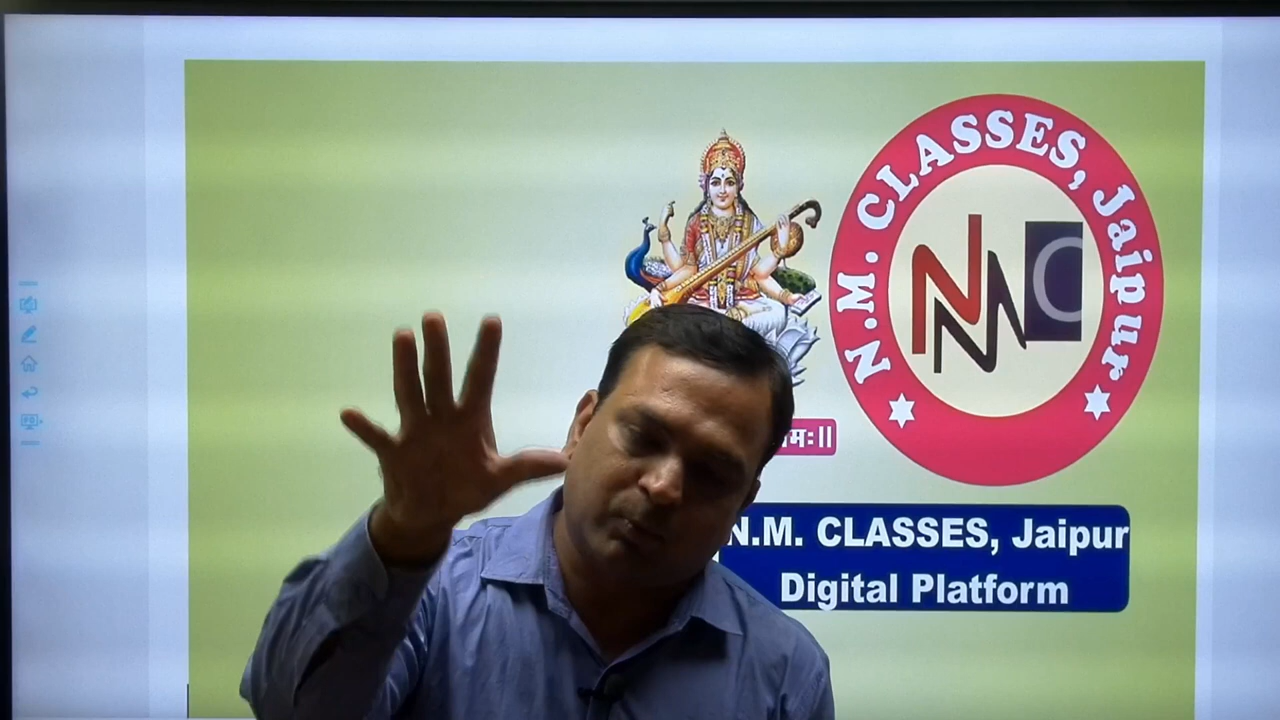 N.M. CLASSES, Jaipur
NMC
मः॥
N.M. CLASSES, Jaipur
Digital Platform